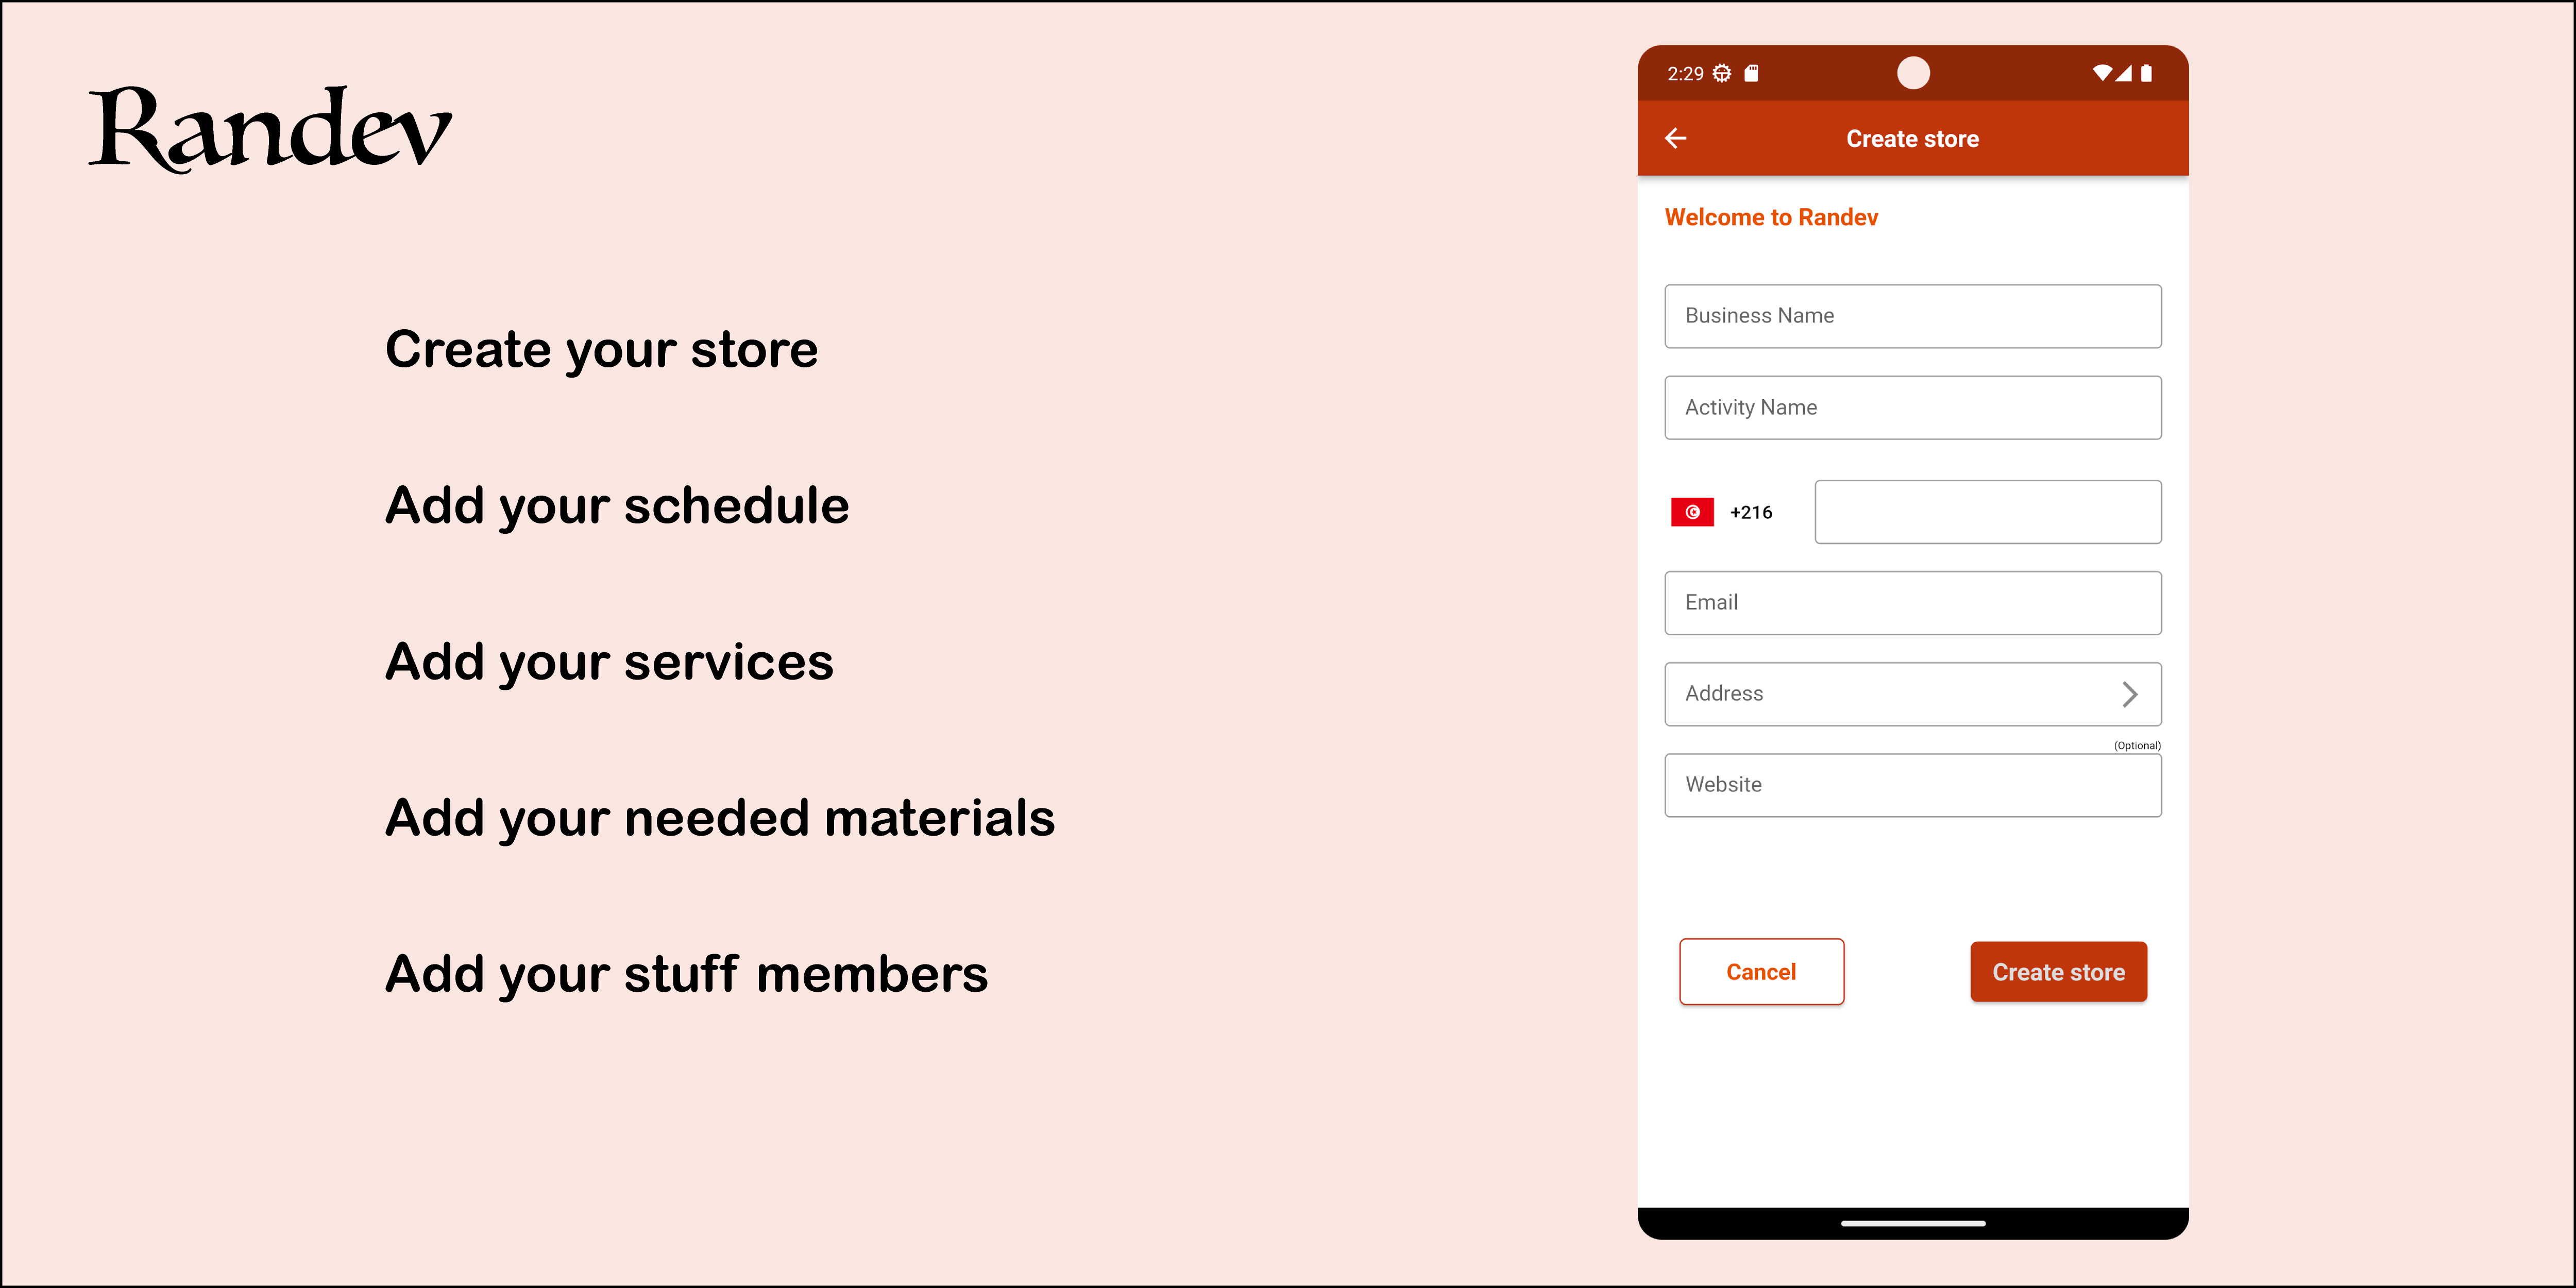 Randev
Create your store
Add your schedule
Add your services
Add your needed materials
Add your stuff members
2:29
Create store
Welcome to Randev
Business Name
Activity Name
+216
Email
Address
(Optional)
Website
Cancel
Create store